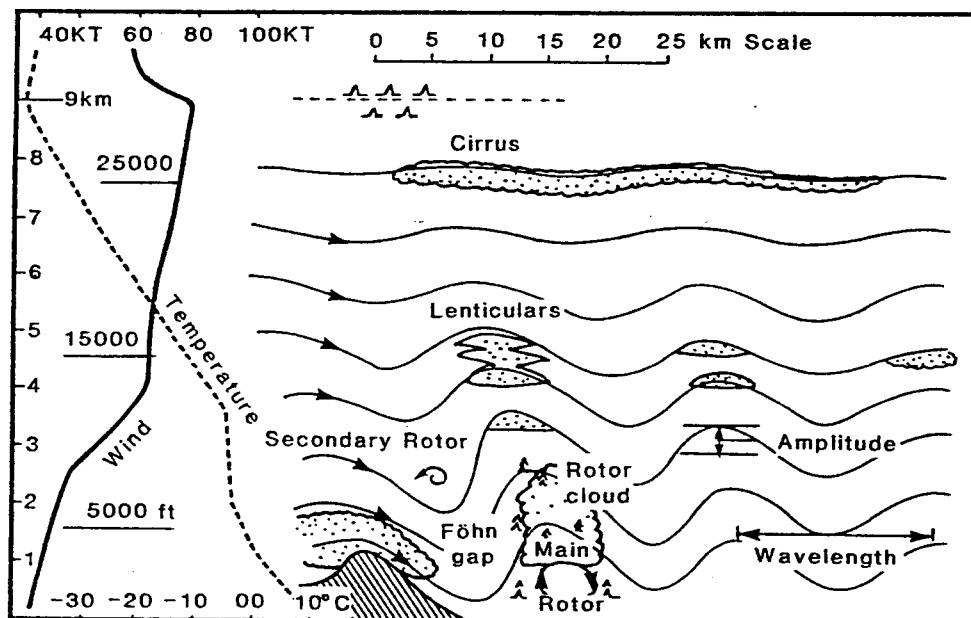 40KT 60 80 100KT
0 5 10 15 20 25 km Scale
9km
Cirrus
8
25000
7
6
Temperature
Lenticulars
5
15000
4
Wind
3
Secondary Rotor
Amplitude
Rotor
cloud
2
5000 ft
Föhn
gap
Main
Wavelength
1
-30 -20 -10 00 10°C
Rotor